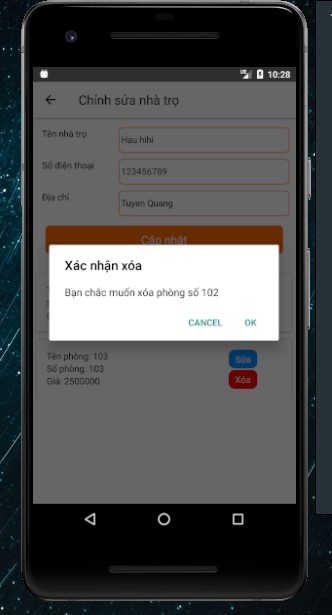 10:28
Chỉnh sửa nhà trọ
Tên nhà trọ
Hau hihi
Số điện thoại
123456789
Địa chỉ
Tuyen Quang
Cập nhật
Xác nhận xóa
Bạn chắc muốn xóa phòng số 102
CANCEL OK
Tên phòng: 103
Số phòng: 103
Giá: 2500000
Sửa
Xóa